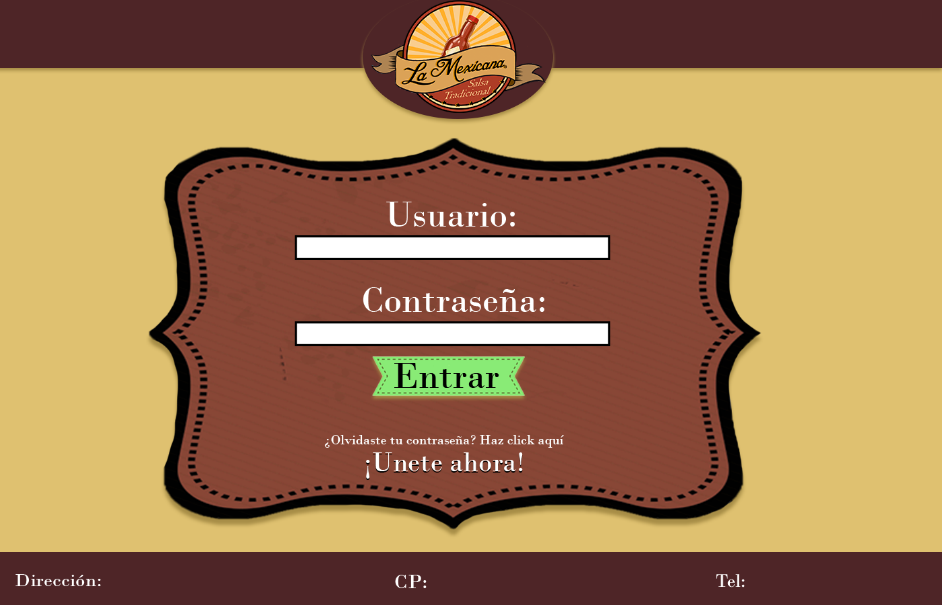 La Mexicana
Salsa
Tradicional
Usuario:
Contraseña:
Entrar
¿Olvidaste tu contraseña? Haz click aquí
¡Unete ahora!
Dirección:
CP:
Tel: